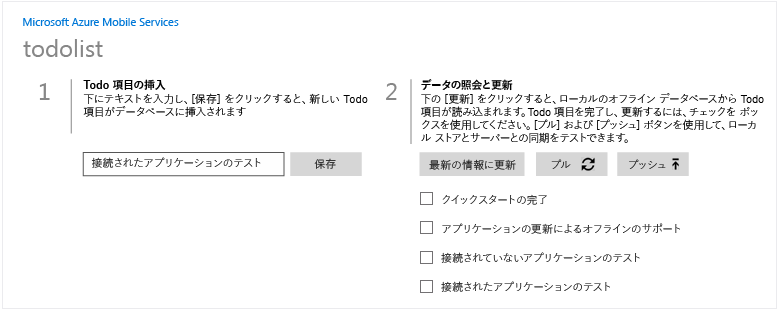 Microsoft Azure Mobile Services
todolist
1
Todo 項目の挿入
下にテキストを入力し、[保存] をクリックすると、新しい Todo
項目がデータベースに挿入されます
接続されたアプリケーションのテスト
保存
2
データの照会と更新
下の [更新] をクリックすると、ローカルのオフライン データベースから Todo
項目が読み込まれます。Todo 項目を完了し、更新するには、チェックを ボ
ックスを使用してください。[プル] および [プッシュ] ボタンを使用して、ローカ
ル ストアとサーバーとの同期をテストできます。
最新の情報に更新
プル
プッシュ
クイックスタートの完了
アプリケーションの更新によるオフラインのサポート
接続されていないアプリケーションのテスト
接続されたアプリケーションのテスト